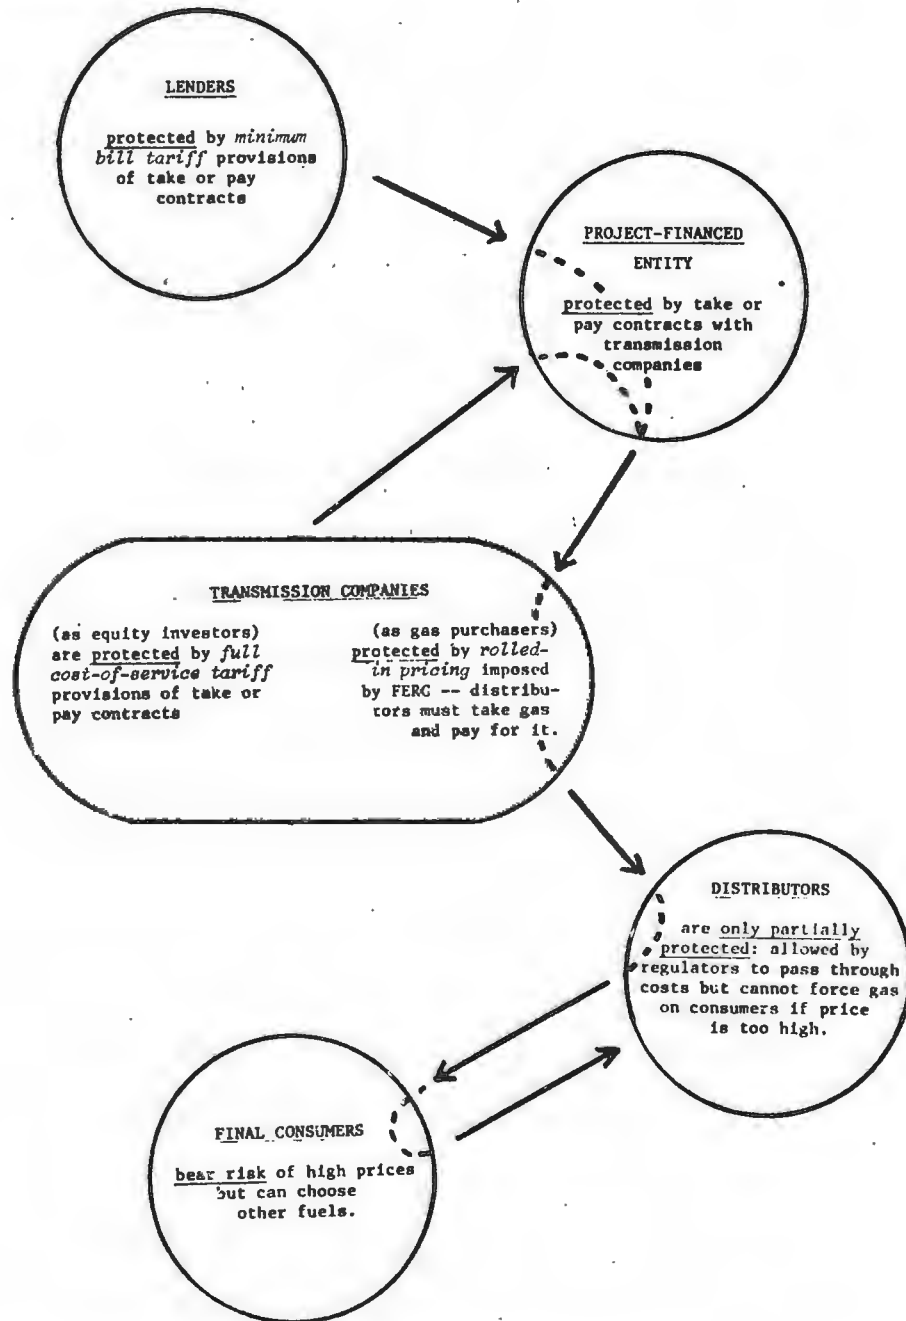 LENDERS
protected by minimum
bill tariff provisions
of take or pay
contracts
PROJECT-FINANCED
ENTITY
protected by take or
pay contracts with
transmission
companies
TRANSMISSION COMPANIES
(as equity investors)
are protected by full
cost-of-service tariff
provisions of take or
pay contracts
(as gas purchasers)
protected by rolled-
in pricing imposed
by FERC -- distribu-
tors must take gas
and pay for it.
DISTRIBUTORS
are only partially
protected: allowed by
regulators to pass through
costs but cannot force gas
on consumers if price
is too high.
FINAL CONSUMERS
bear risk of high prices
but can choose
other fuels.